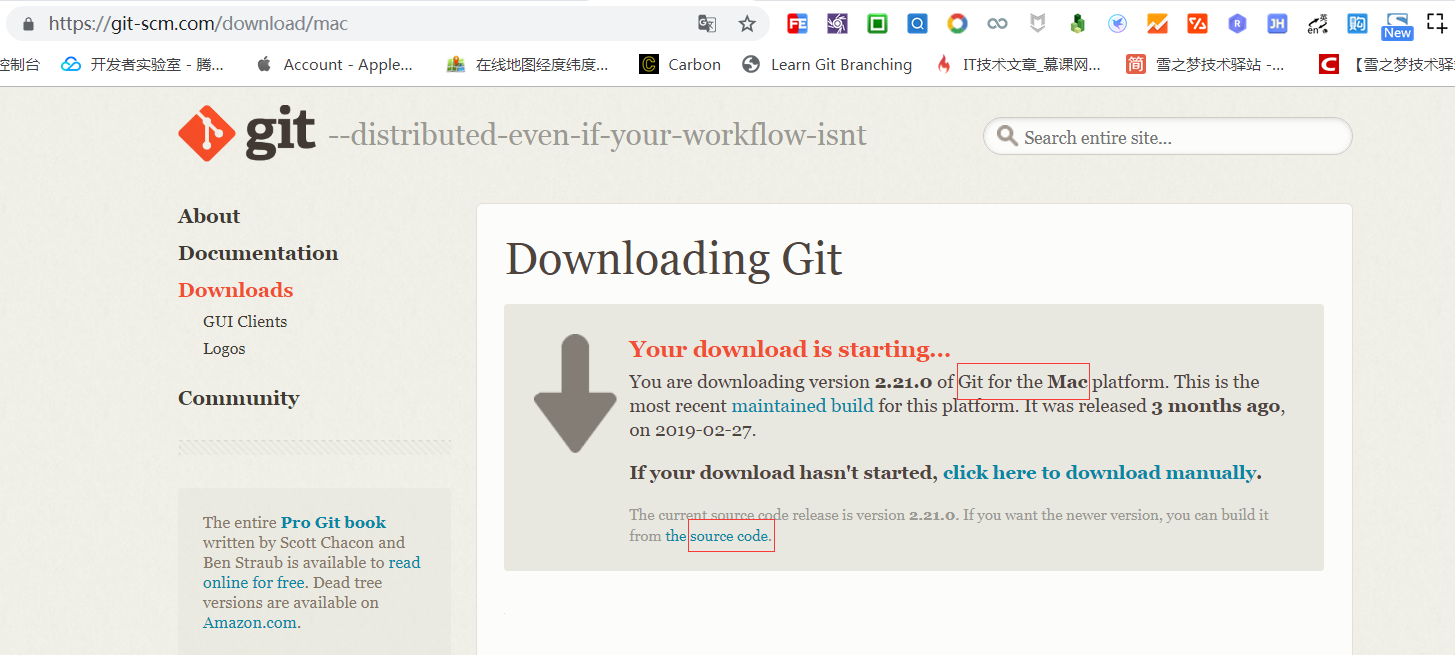 https://git-scm.com/download/mac
New
控制台 开发者实验室 - 腾... Account - Apple... 在线地图经度纬度... Carbon Learn Git Branching IT技术文章_慕课网... 简 雪之梦技术驿站 -... 【雪之梦技术驿
git --distributed-even-if-your-workflow-isnt
Search entire site...
About
Documentation
Downloads
GUI Clients
Logos
Community
The entire Pro Git book
written by Scott Chacon and
Ben Straub is available to read
online for free. Dead tree
versions are available on
Amazon.com.
Downloading Git
Your download is starting...
You are downloading version 2.21.0 of Git for the Mac platform. This is the
most recent maintained build for this platform. It was released 3 months ago,
on 2019-02-27.
If your download hasn't started, click here to download manually.
The current source code release is version 2.21.0. If you want the newer version, you can build it
from the source code.